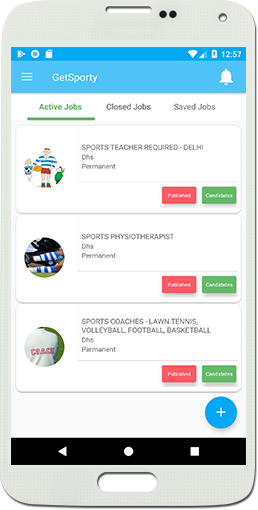 12:57
GetSporty
Active Jobs Closed Jobs Saved Jobs
SPORTS TEACHER REQUIRED - DELHI
Dhs
Permanent
Published Candidates
SPORTS PHYSIOTHERAPIST
Dhs
Permanent
Published Candidates
COACH
SPORTS COACHES - LAWN TENNIS,
VOLLEYBALL, FOOTBALL, BASKETBALL
Dhs
Permanent
Published Candidates
+